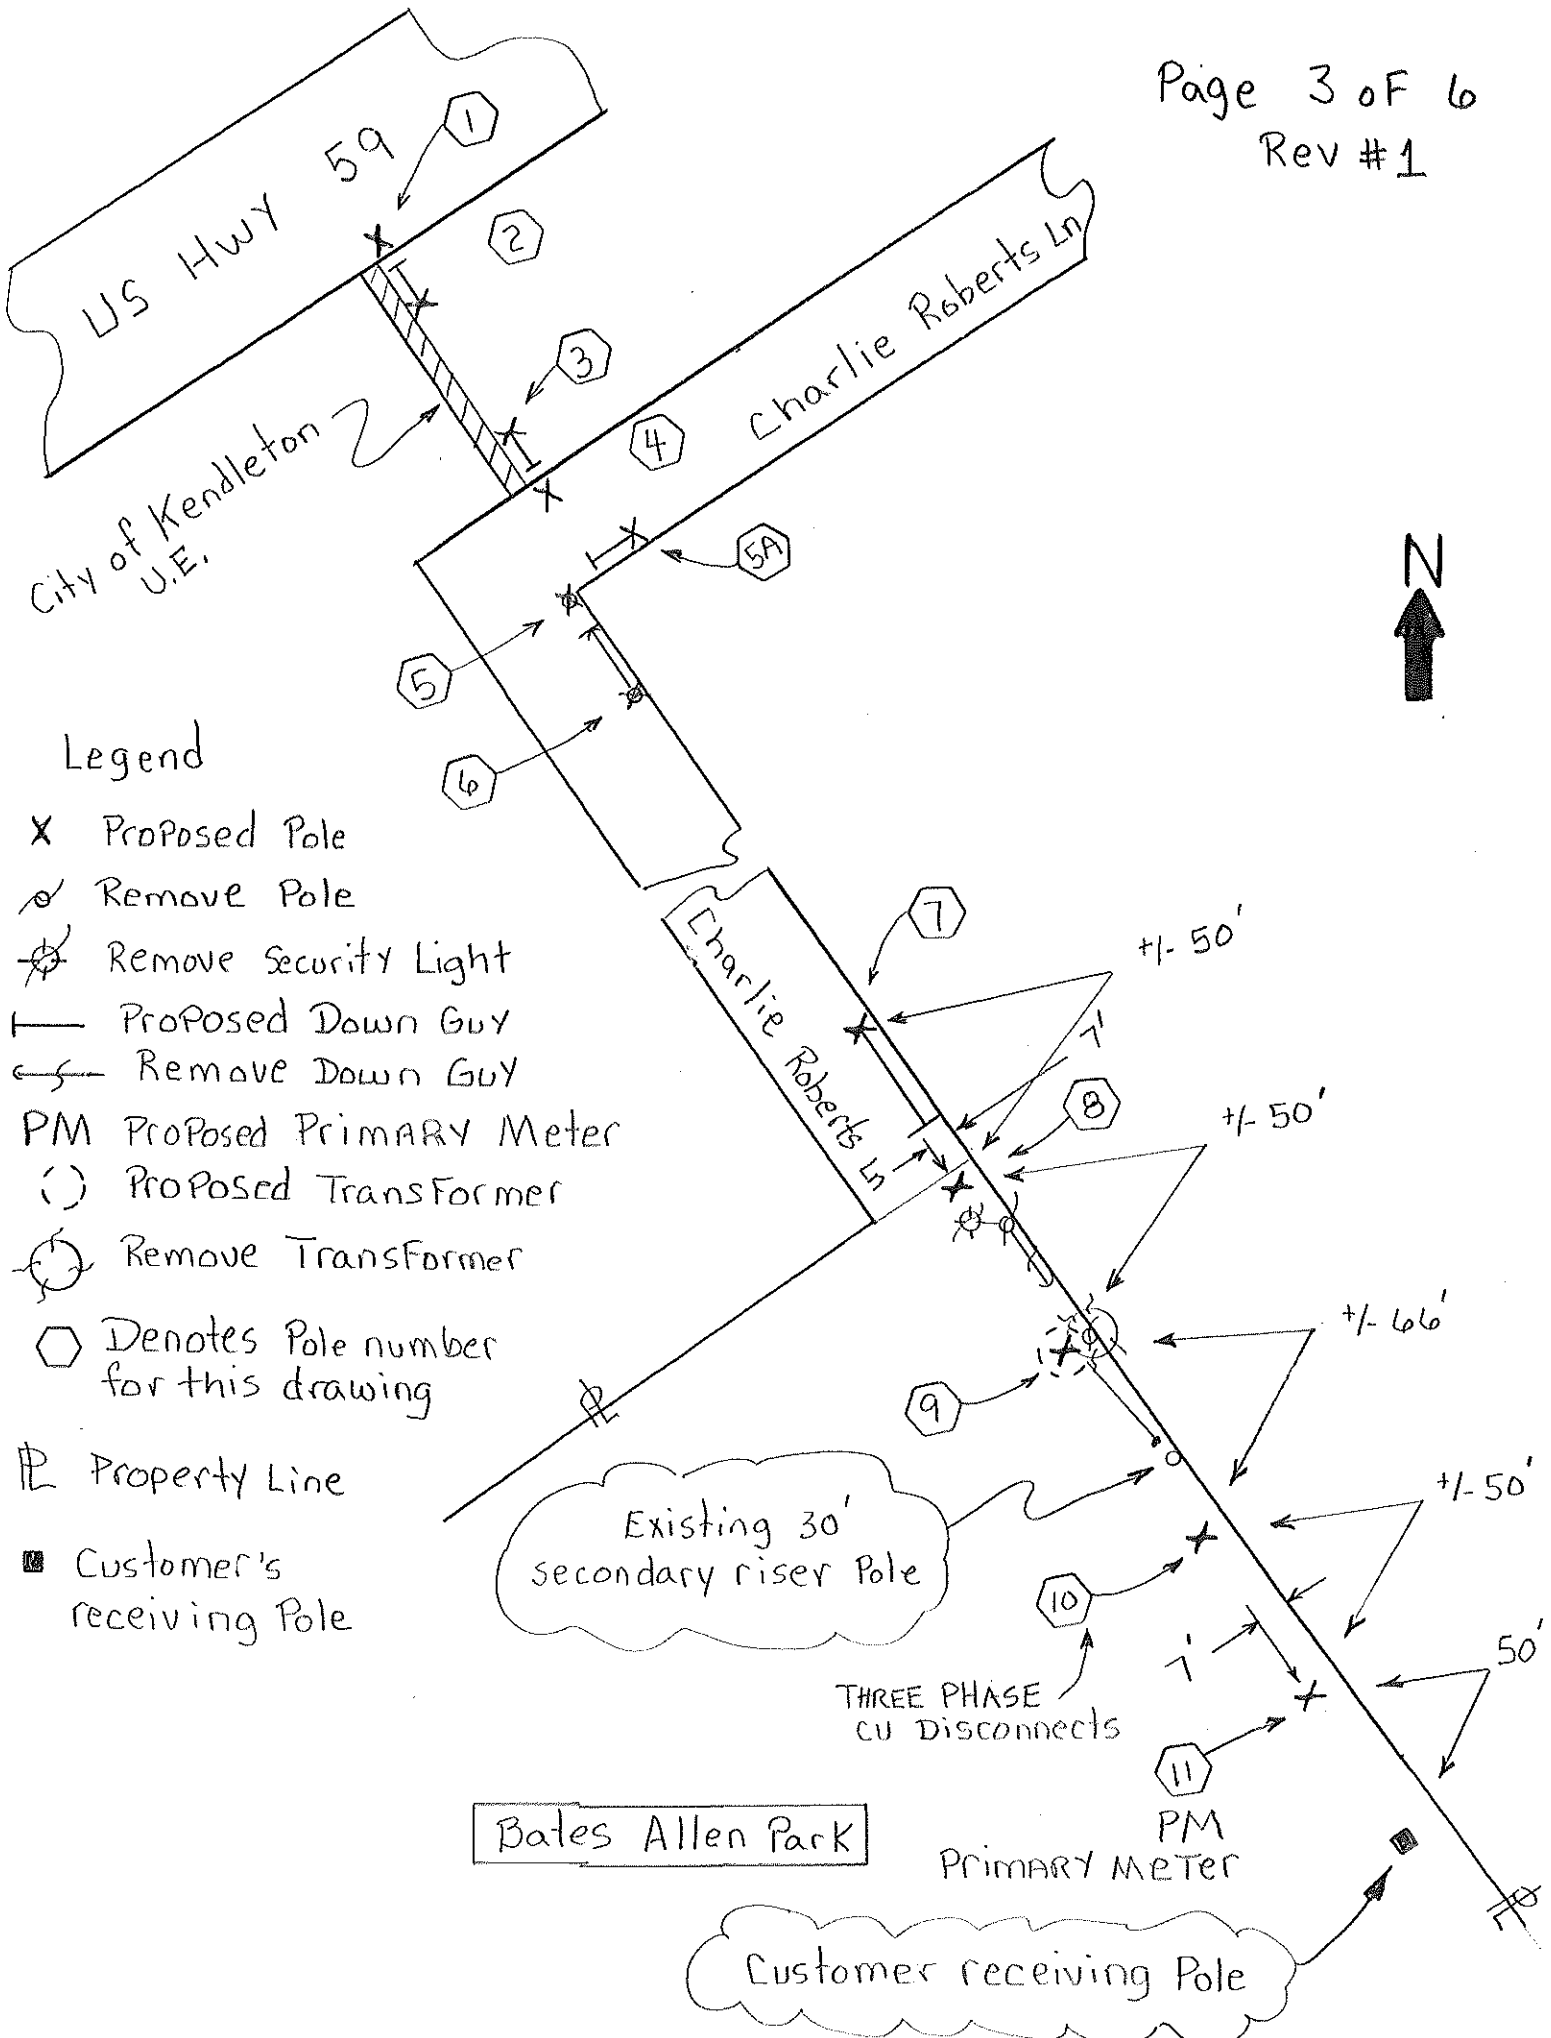 Page 3 of 6
Rev #1
US Hwy 59
1
2
3
4
5A
5
6
Charlie Roberts Ln
City of Kendleton
U.E.
N
Legend
X Proposed Pole
Remove Pole
Remove Security Light
Proposed Down Guy
Remove Down Guy
PM Proposed Primary Meter
Proposed Transformer
Remove Transformer
Denotes Pole number
for this drawing
PL Property Line
Customer's
receiving Pole
Charlie Roberts Ln
7
+/- 50'
7'
8
+/- 50'
9
+/- 66'
PL
Existing 30'
secondary riser Pole
10
+/- 50'
THREE PHASE
CU Disconnects
7'
50'
11
PM
PRIMARY METER
Bates Allen Park
Customer receiving Pole
PL